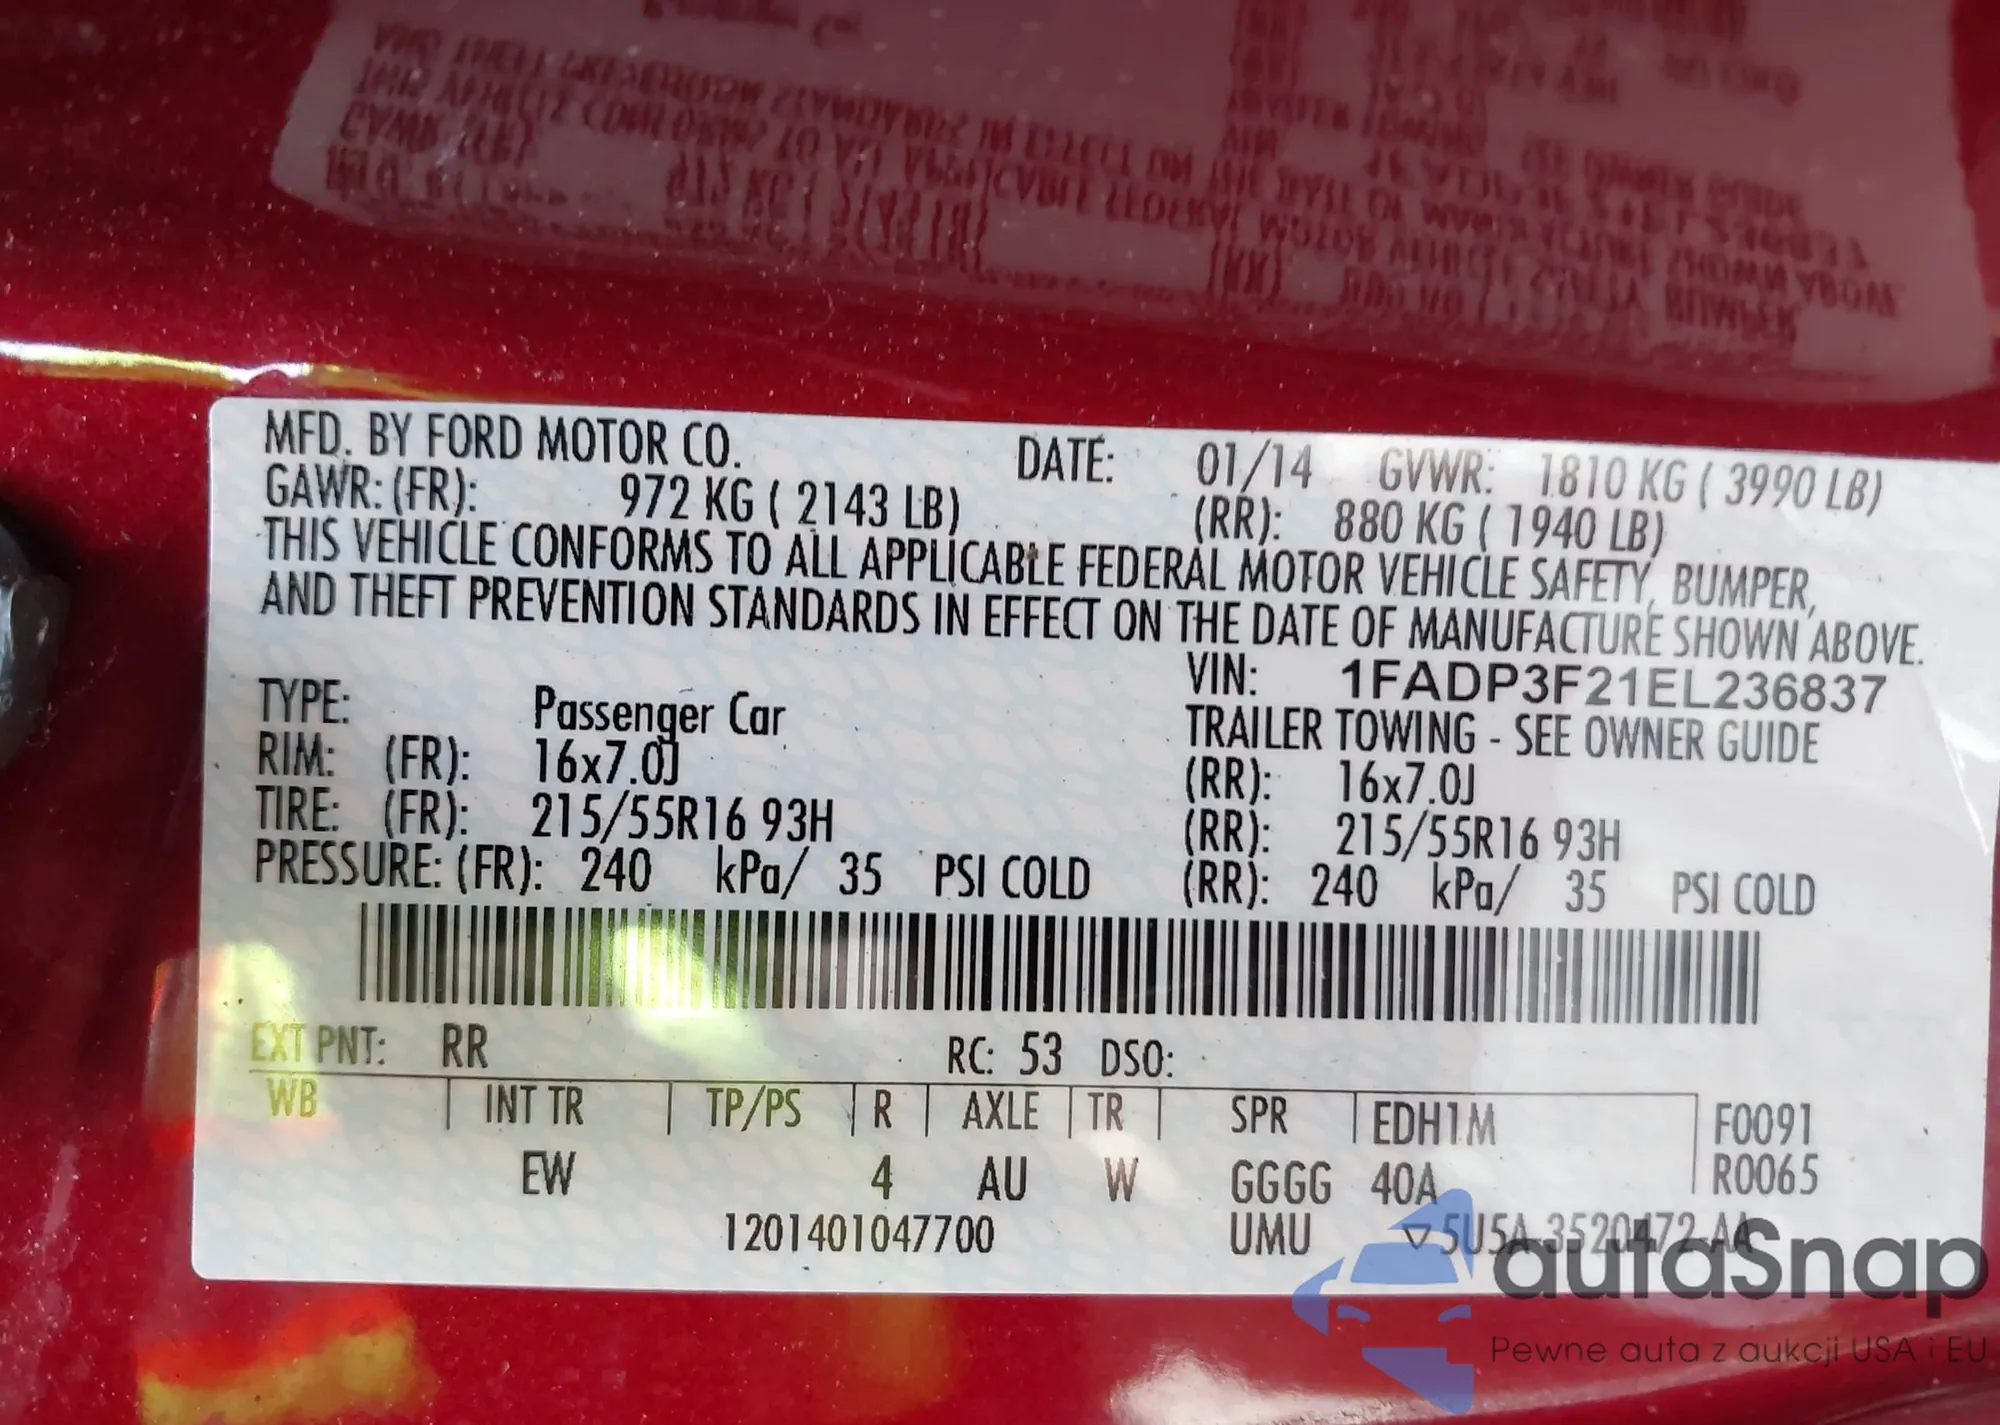 MFD. BY FORD MOTOR CO. DATE: 01/14 GVWR: 1810 KG ( 3990 LB)
GAWR: (FR): 972 KG ( 2143 LB) (RR): 880 KG ( 1940 LB)
THIS VEHICLE CONFORMS TO ALL APPLICABLE FEDERAL MOTOR VEHICLE SAFETY, BUMPER,
AND THEFT PREVENTION STANDARDS IN EFFECT ON THE DATE OF MANUFACTURE SHOWN ABOVE.
VIN: 1FADP3F21EL236837
TYPE: Passenger Car TRAILER TOWING - SEE OWNER GUIDE
RIM: (FR): 16x7.0J (RR): 16x7.0J
TIRE: (FR): 215/55R16 93H (RR): 215/55R16 93H
PRESSURE: (FR): 240 kPa/ 35 PSI COLD (RR): 240 kPa/ 35 PSI COLD
EXT PNT: RR RC: 53 DSO:
WB INT TR TP/PS R AXLE TR SPR EDH1M F0091
EW 4 AU W GGGG 40A R0065
1201401047700 UMU ▽5U5A-3520472-AA
autaSnap
Pewne auta z aukcji USA i EU